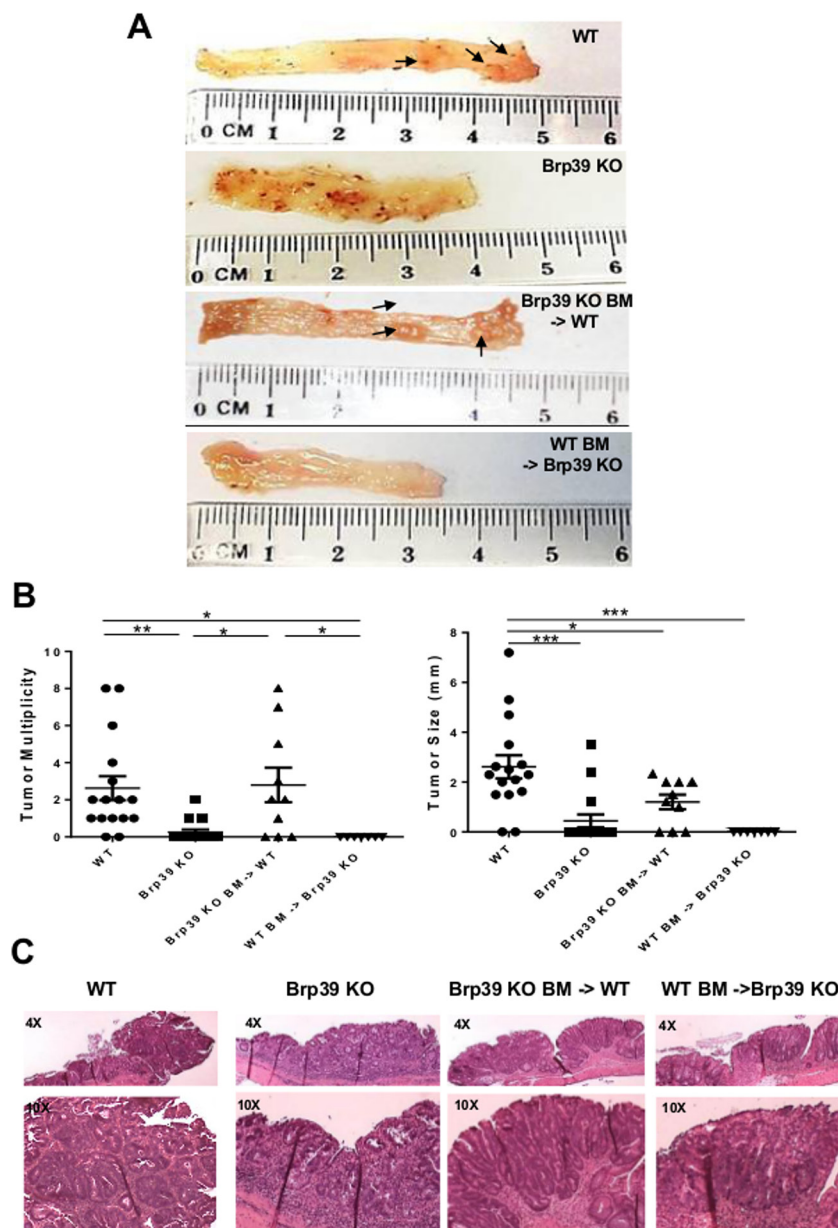 A
WT
0 CM 1 2 3 4 5 6
Brp39 KO
0 CM 1 2 3 4 5 6
Brp39 KO BM
-> WT
0 CM 1 4 5 6
WT BM
-> Brp39 KO
CM 1 2 3 4 5 6
B
*
** * *
10
8
6
4
2
0
Tumor Multiplicity
WT
Brp39 KO
Brp39 KO BM -> WT
WT BM -> Brp39 KO
***
*
***
8
6
4
2
0
Tumor Size (mm)
WT
Brp39 KO
Brp39 KO BM -> WT
WT BM -> Brp39 KO
C
WT Brp39 KO Brp39 KO BM -> WT WT BM ->Brp39 KO
4X 4X 4X 4X
10X 10X 10X 10X